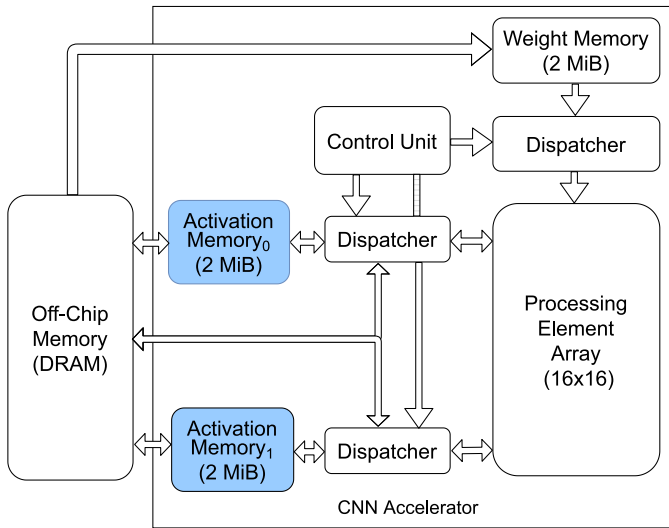 Weight Memory
(2 MiB)
Control Unit
Dispatcher
Activation
Memory₀
(2 MiB)
Dispatcher
Off-Chip
Memory
(DRAM)
Processing
Element
Array
(16x16)
Activation
Memory₁
(2 MiB)
Dispatcher
CNN Accelerator